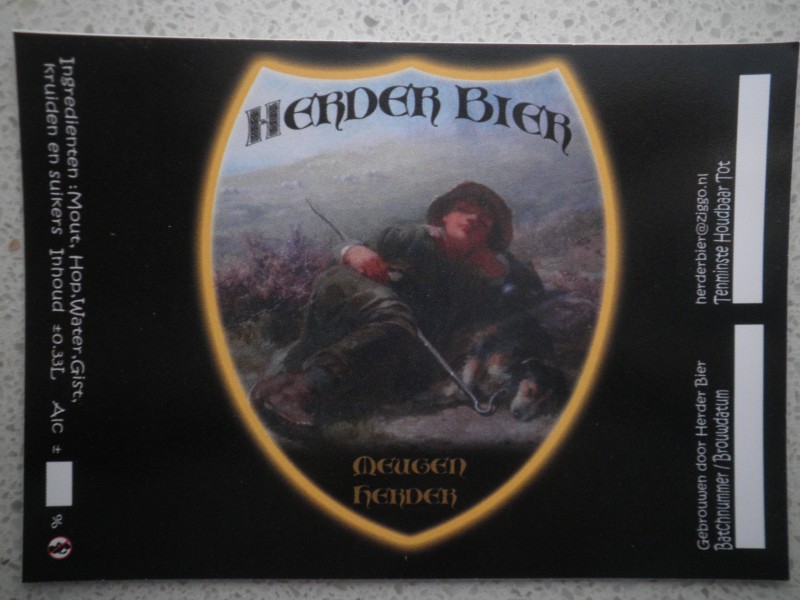 HERDER BIER
MEUGEN
HERDER
Ingredienten :Mout, Hop,Water,Gist,
kruiden en suikers Inhoud ±0.33L Alc ± %
herderbier@ziggo.nl
Tenminste Houdbaar Tot
Gebrouwen door Herder Bier
Batchnummer / Brouwdatum